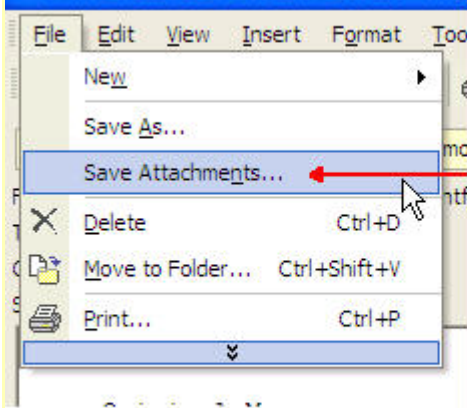 File Edit View Insert Format Too
New
Save As...
Save Attachments...
Delete Ctrl+D
Move to Folder... Ctrl+Shift+V
Print... Ctrl+P